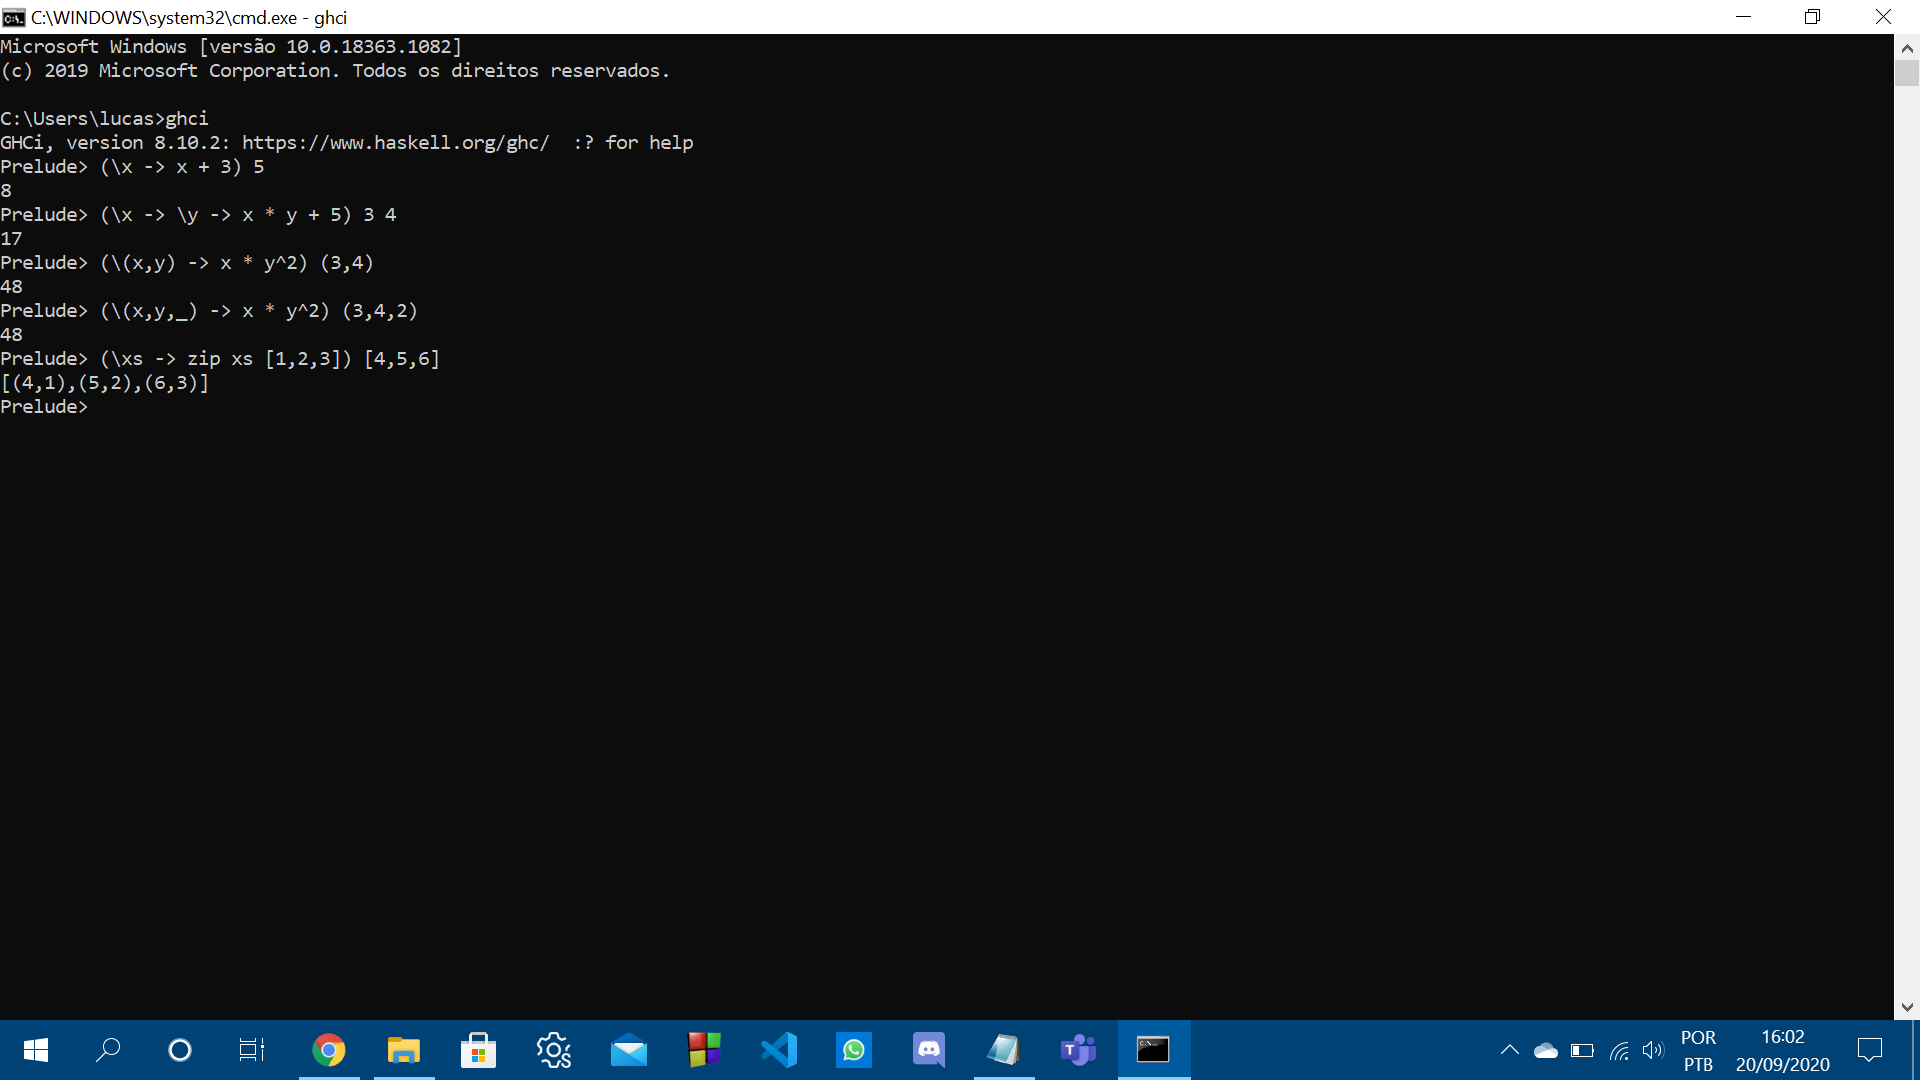 C:\WINDOWS\system32\cmd.exe - ghci
Microsoft Windows [versão 10.0.18363.1082]
(c) 2019 Microsoft Corporation. Todos os direitos reservados.
C:\Users\lucas>ghci
GHCi, version 8.10.2: https://www.haskell.org/ghc/  :? for help
Prelude> (\x -> x + 3) 5
8
Prelude> (\x -> \y -> x * y + 5) 3 4
17
Prelude> (\(x,y) -> x * y^2) (3,4)
48
Prelude> (\(x,y,_) -> x * y^2) (3,4,2)
48
Prelude> (\xs -> zip xs [1,2,3]) [4,5,6]
[(4,1),(5,2),(6,3)]
Prelude>
POR 16:02
PTB 20/09/2020